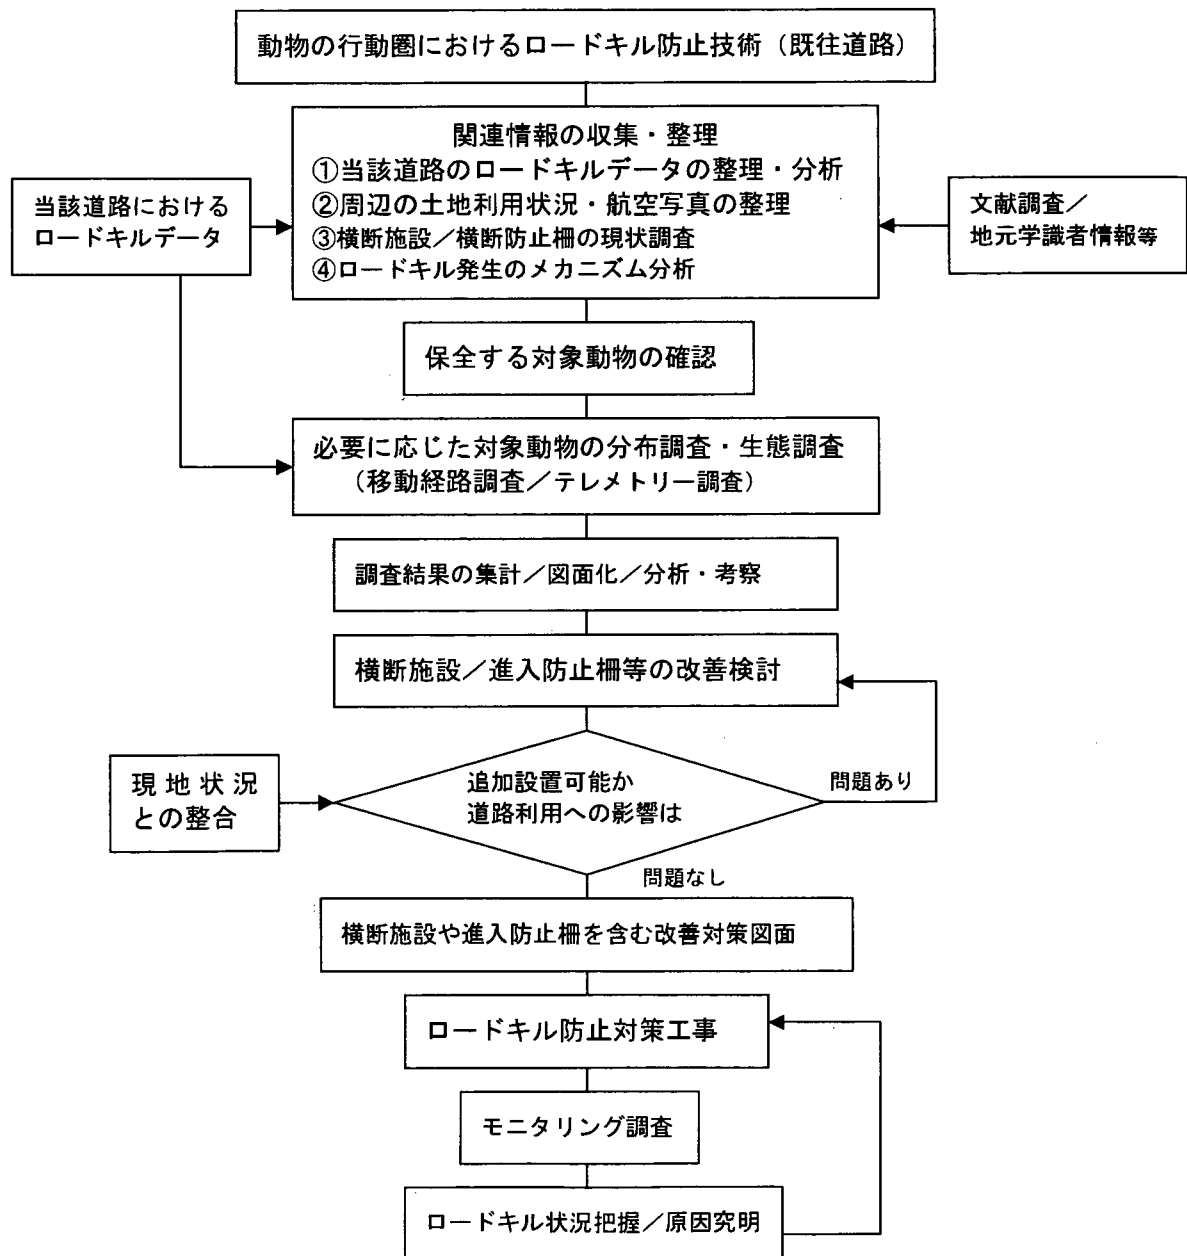 動物の行動圏におけるロードキル防止技術（既往道路）
関連情報の収集・整理
①当該道路のロードキルデータの整理・分析
②周辺の土地利用状況・航空写真の整理
③横断施設／横断防止柵の現状調査
④ロードキル発生のメカニズム分析
当該道路における
ロードキルデータ
文献調査／
地元学識者情報等
保全する対象動物の確認
必要に応じた対象動物の分布調査・生態調査
（移動経路調査／テレメトリー調査）
調査結果の集計／図面化／分析・考察
横断施設／進入防止柵等の改善検討
現地状況
との整合
追加設置可能か
道路利用への影響は
問題あり
問題なし
横断施設や進入防止柵を含む改善対策図面
ロードキル防止対策工事
モニタリング調査
ロードキル状況把握／原因究明